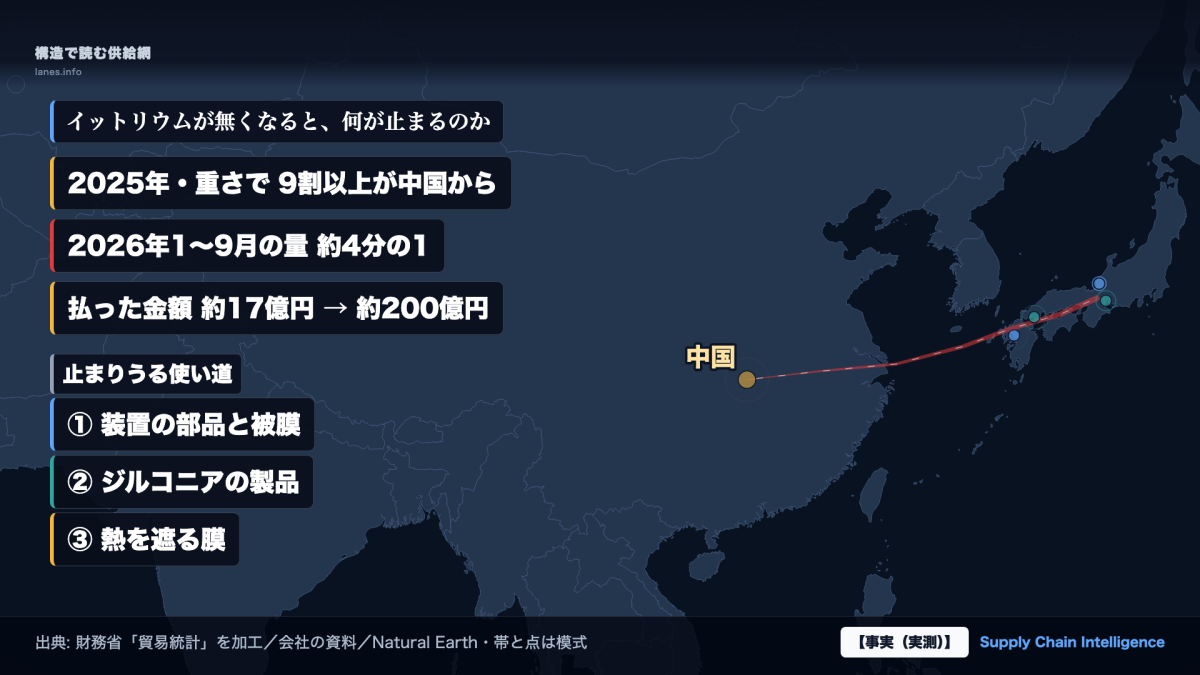 構造で読む供給網
lanes.info
イットリウムが無くなると、何が止まるのか
2025年・重さで 9割以上が中国から
2026年1〜9月の量 約4分の1
払った金額 約17億円 → 約200億円
止まりうる使い道
① 装置の部品と被膜
② ジルコニアの製品
③ 熱を遮る膜
中国
出典: 財務省「貿易統計」を加工／会社の資料／Natural Earth・帯と点は模式
【事実（実測）】
Supply Chain Intelligence